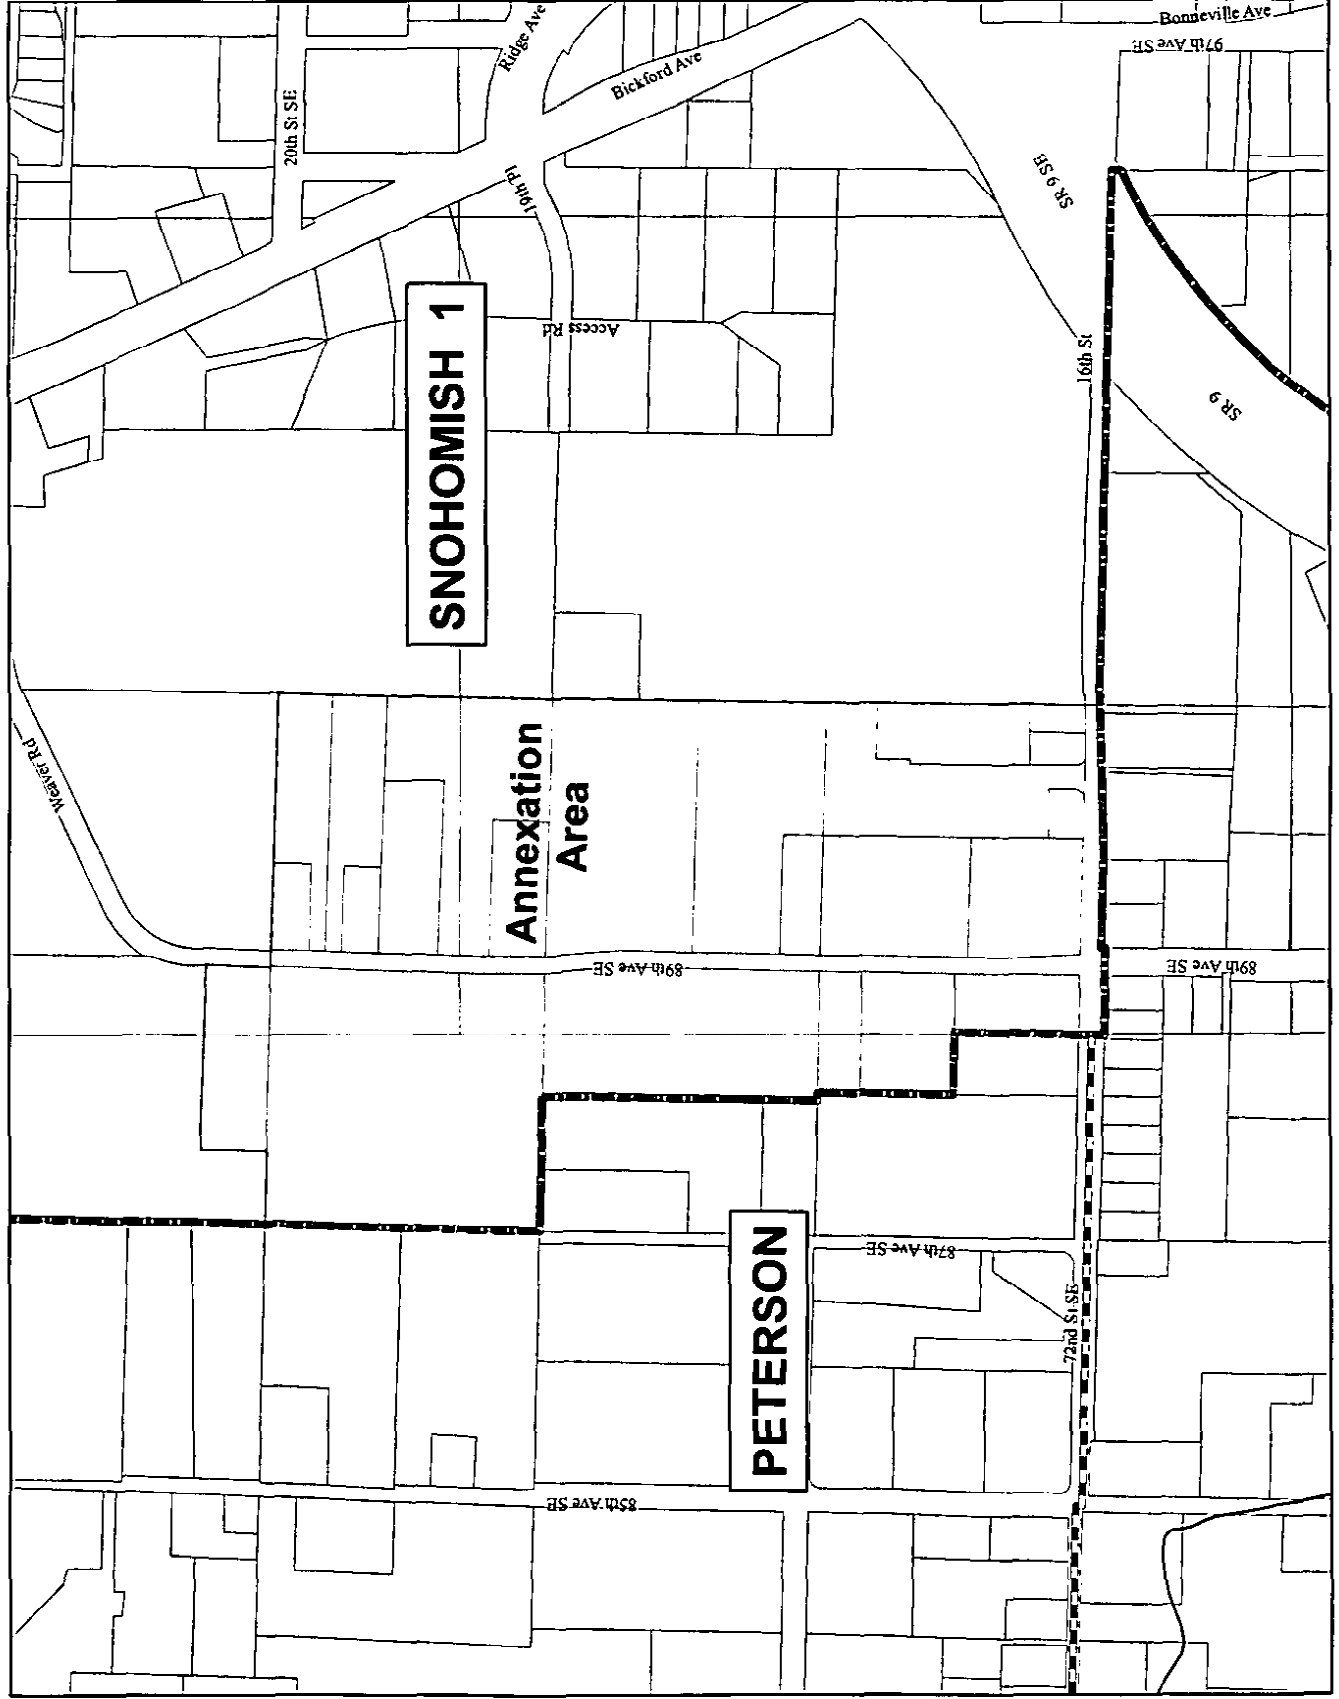 Bonneville Ave
97th Ave SE
Ridge Ave
Bickford Ave
20th St SE
19th Pl
SR 9 SE
SNOHOMISH 1
Access Rd
16th St
SR 9
Weaver Rd
Annexation
Area
89th Ave SE
89th Ave SE
PETERSON
87th Ave SE
72nd St SE
85th Ave SE